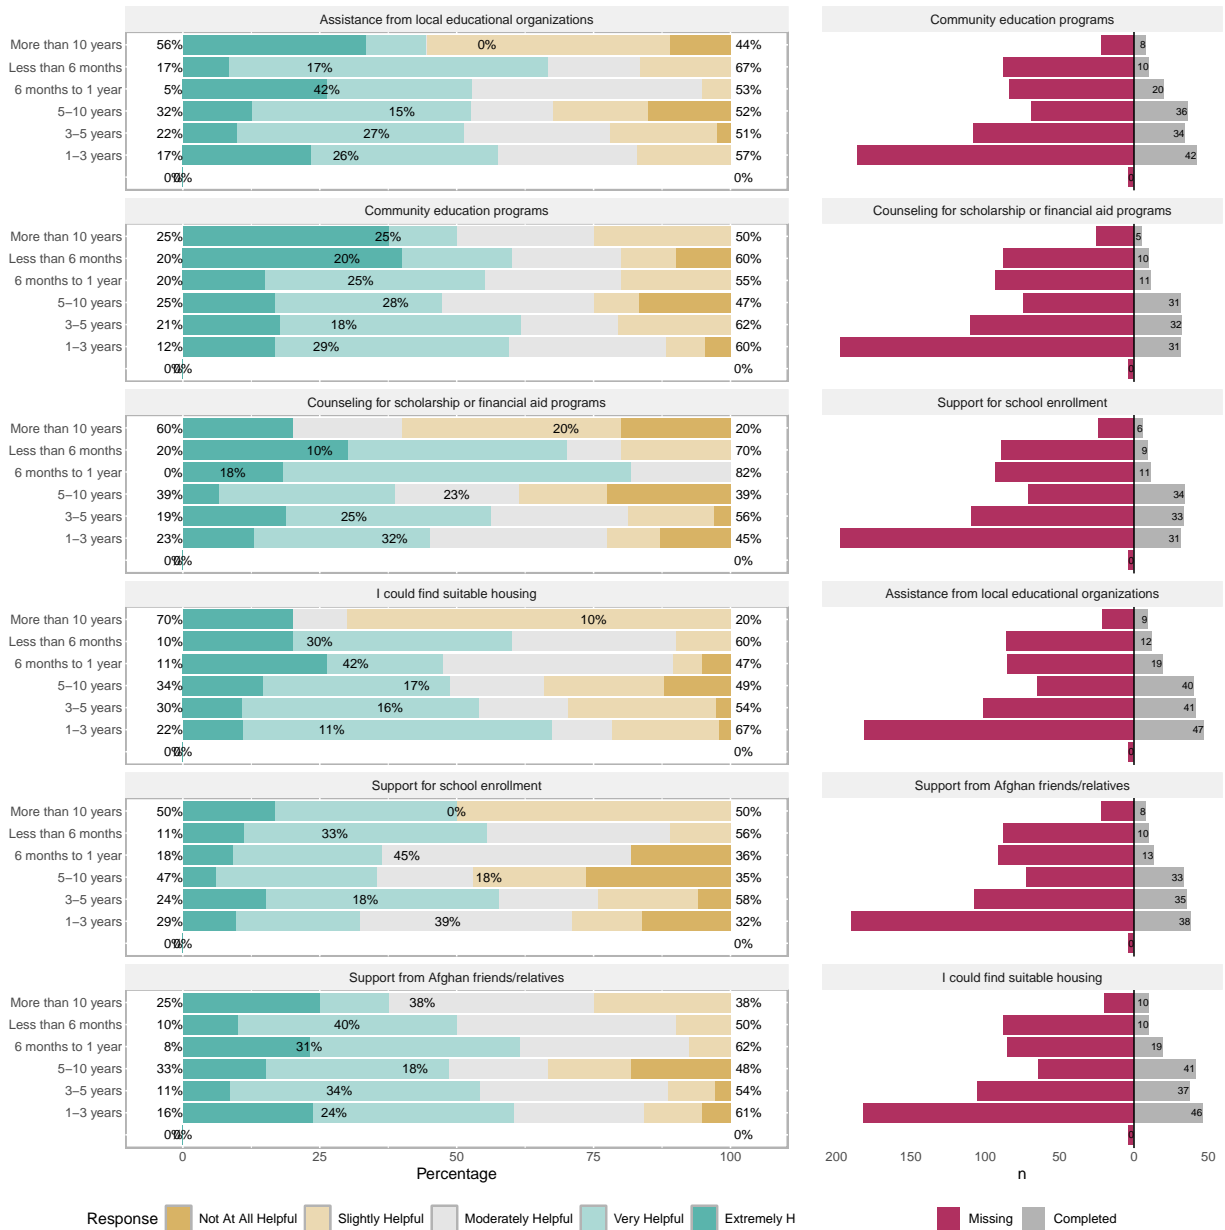 Assistance from local educational organizations
More than 10 years 56% 0% 44%
Less than 6 months 17% 17% 67%
6 months to 1 year 5% 42% 53%
5−10 years 32% 15% 52%
3−5 years 22% 27% 51%
1−3 years 17% 26% 57%
0% 0% 0%
Community education programs
More than 10 years 25% 25% 50%
Less than 6 months 20% 20% 60%
6 months to 1 year 20% 25% 55%
5−10 years 25% 28% 47%
3−5 years 21% 18% 62%
1−3 years 12% 29% 60%
0% 0% 0%
Counseling for scholarship or financial aid programs
More than 10 years 60% 20% 20%
Less than 6 months 20% 10% 70%
6 months to 1 year 0% 18% 82%
5−10 years 39% 23% 39%
3−5 years 19% 25% 56%
1−3 years 23% 32% 45%
0% 0% 0%
I could find suitable housing
More than 10 years 70% 10% 20%
Less than 6 months 10% 30% 60%
6 months to 1 year 11% 42% 47%
5−10 years 34% 17% 49%
3−5 years 30% 16% 54%
1−3 years 22% 11% 67%
0% 0% 0%
Support for school enrollment
More than 10 years 50% 0% 50%
Less than 6 months 11% 33% 56%
6 months to 1 year 18% 45% 36%
5−10 years 47% 18% 35%
3−5 years 24% 18% 58%
1−3 years 29% 39% 32%
0% 0% 0%
Support from Afghan friends/relatives
More than 10 years 25% 38% 38%
Less than 6 months 10% 40% 50%
6 months to 1 year 8% 31% 62%
5−10 years 33% 18% 48%
3−5 years 11% 34% 54%
1−3 years 16% 24% 61%
0% 0% 0%
0 25 50 75 100
Percentage
Community education programs
8
10
20
36
34
42
0
Counseling for scholarship or financial aid programs
5
10
11
31
32
31
0
Support for school enrollment
6
9
11
34
33
31
0
Assistance from local educational organizations
9
12
19
40
41
47
0
Support from Afghan friends/relatives
8
10
13
33
35
38
0
I could find suitable housing
10
10
19
41
37
46
0
200 150 100 50 0 50
n
Response Not At All Helpful Slightly Helpful Moderately Helpful Very Helpful Extremely H
Missing Completed